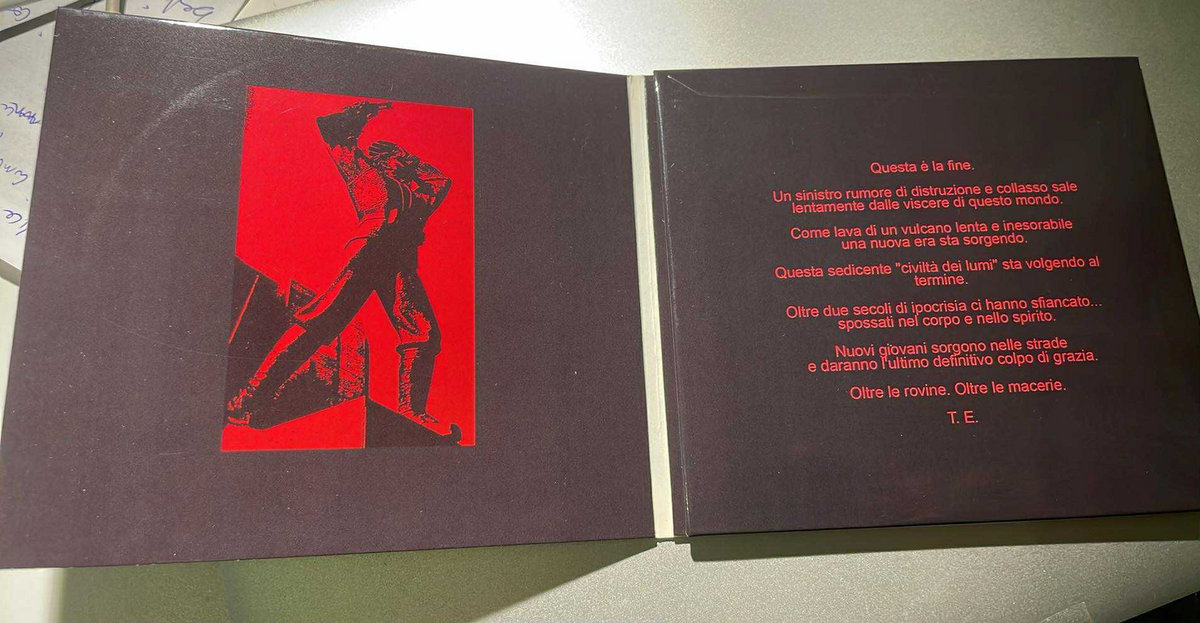 Questa è la fine.
Un sinistro rumore di distruzione e collasso sale
lentamente dalle viscere di questo mondo.
Come lava di un vulcano lenta e inesorabile
una nuova era sta sorgendo.
Questa sedicente "civiltà dei lumi" sta volgendo al
termine.
Oltre due secoli di ipocrisia ci hanno sfiancato...
spossati nel corpo e nello spirito.
Nuovi giovani sorgono nelle strade
e daranno l'ultimo definitivo colpo di grazia.
Oltre le rovine. Oltre le macerie.
T. E.